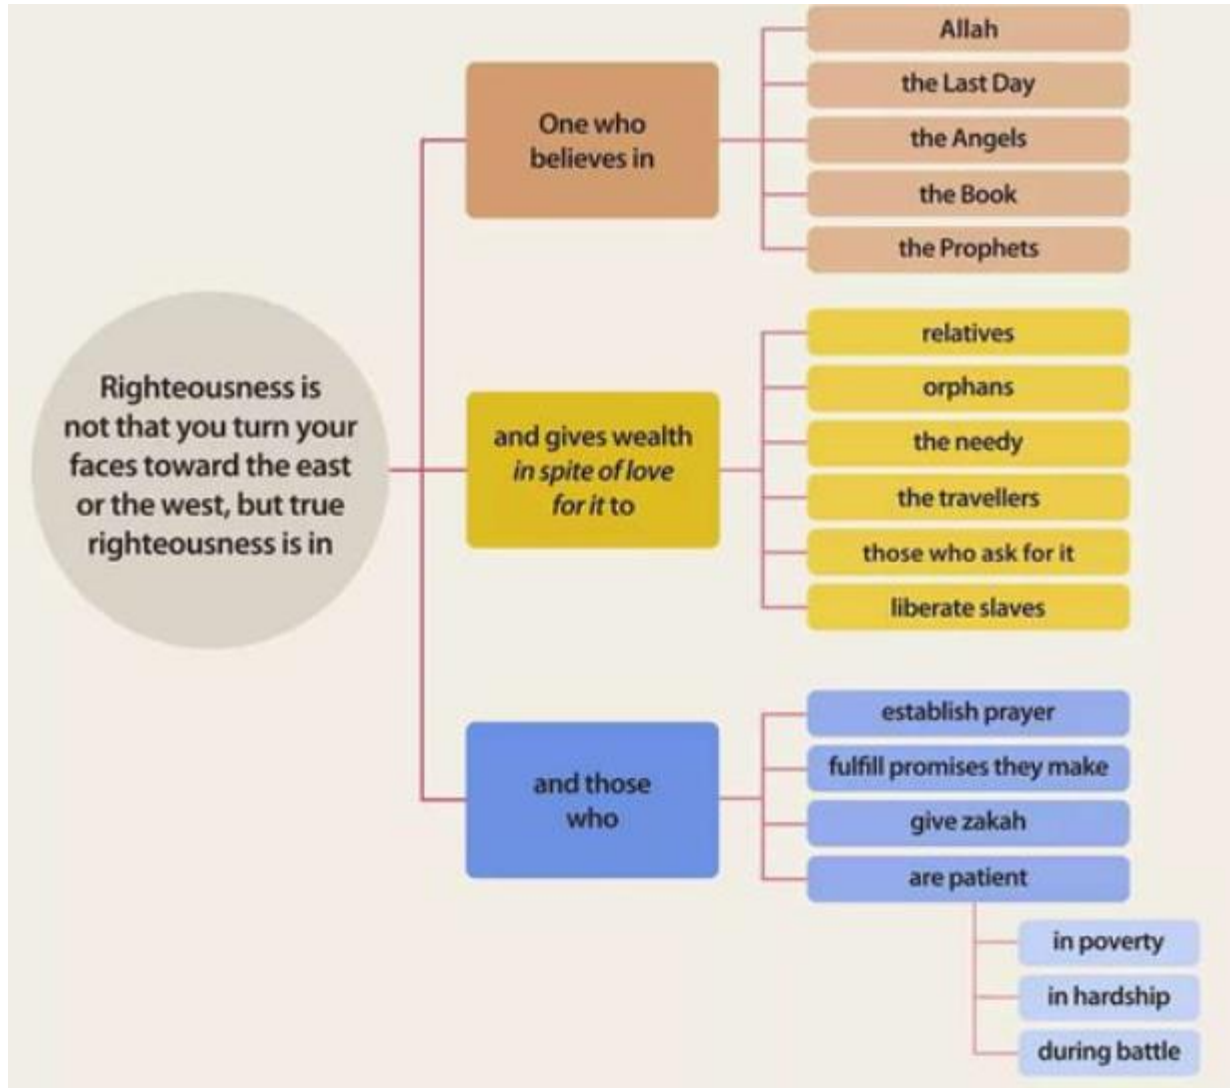 Righteousness is
not that you turn your
faces toward the east
or the west, but true
righteousness is in
One who
believes in
Allah
the Last Day
the Angels
the Book
the Prophets
and gives wealth
in spite of love
for it to
relatives
orphans
the needy
the travellers
those who ask for it
liberate slaves
and those
who
establish prayer
fulfill promises they make
give zakah
are patient
in poverty
in hardship
during battle